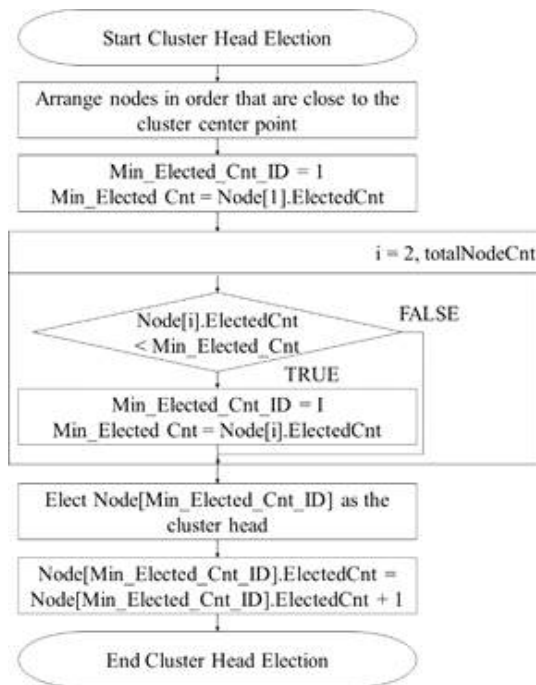 Start Cluster Head Election
Arrange nodes in order that are close to the
cluster center point
Min_Elected_Cnt_ID = 1
Min_Elected Cnt = Node[1].ElectedCnt
i = 2, totalNodeCnt
Node[i].ElectedCnt
< Min_Elected_Cnt
FALSE
TRUE
Min_Elected_Cnt_ID = I
Min_Elected Cnt = Node[i].ElectedCnt
Elect Node[Min_Elected_Cnt_ID] as the
cluster head
Node[Min_Elected_Cnt_ID].ElectedCnt =
Node[Min_Elected_Cnt_ID].ElectedCnt + 1
End Cluster Head Election